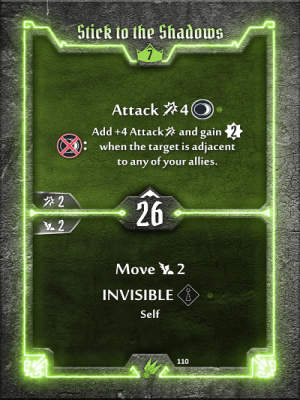 Stick to the Shadows
7
Attack 4
: Add +4 Attack and gain 2
when the target is adjacent
to any of your allies.
2
26
2
Move 2
INVISIBLE
Self
110